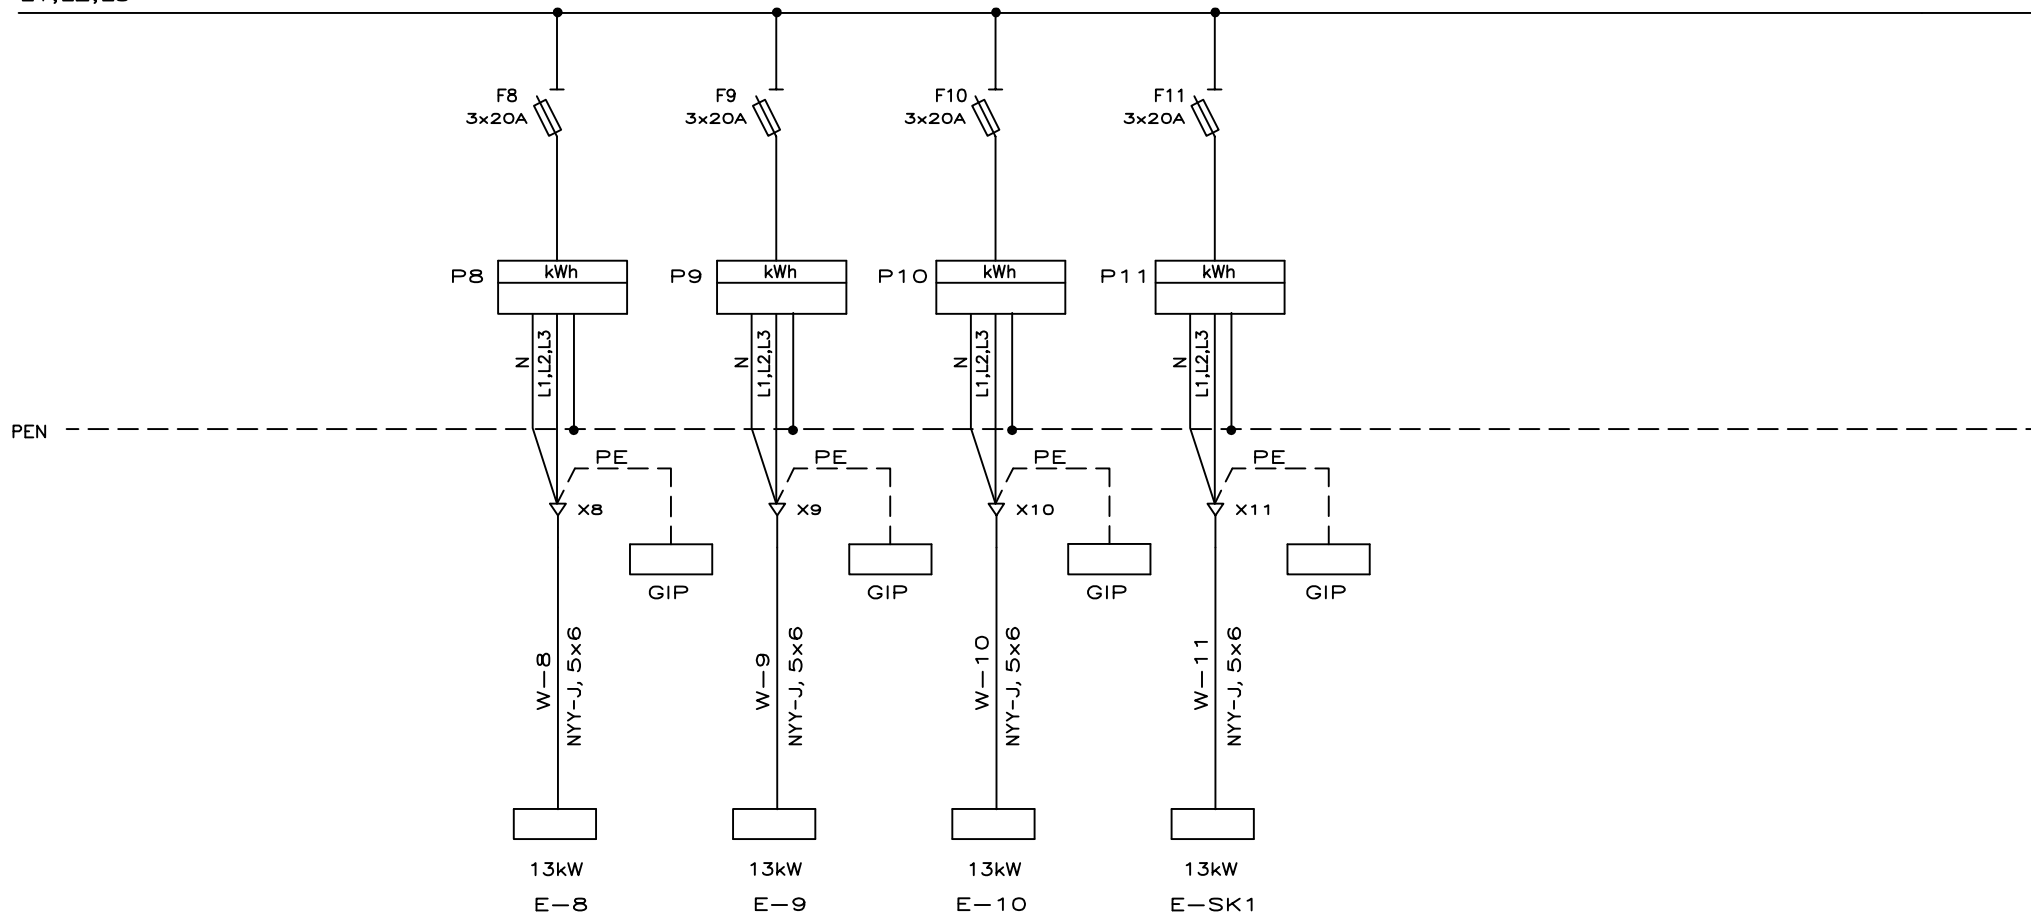 F8 F9 F10 F11
3x20A 3x20A 3x20A 3x20A
kWh kWh kWh kWh
P8 P9 P10 P11
N L1,L2,L3 N L1,L2,L3 N L1,L2,L3 N L1,L2,L3
PEN
PE PE PE PE
X8 X9 X10 X11
GIP GIP GIP GIP
W-8 NYY-J, 5x6 W-9 NYY-J, 5x6 W-10 NYY-J, 5x6 W-11 NYY-J, 5x6
13kW 13kW 13kW 13kW
E-8 E-9 E-10 E-SK1